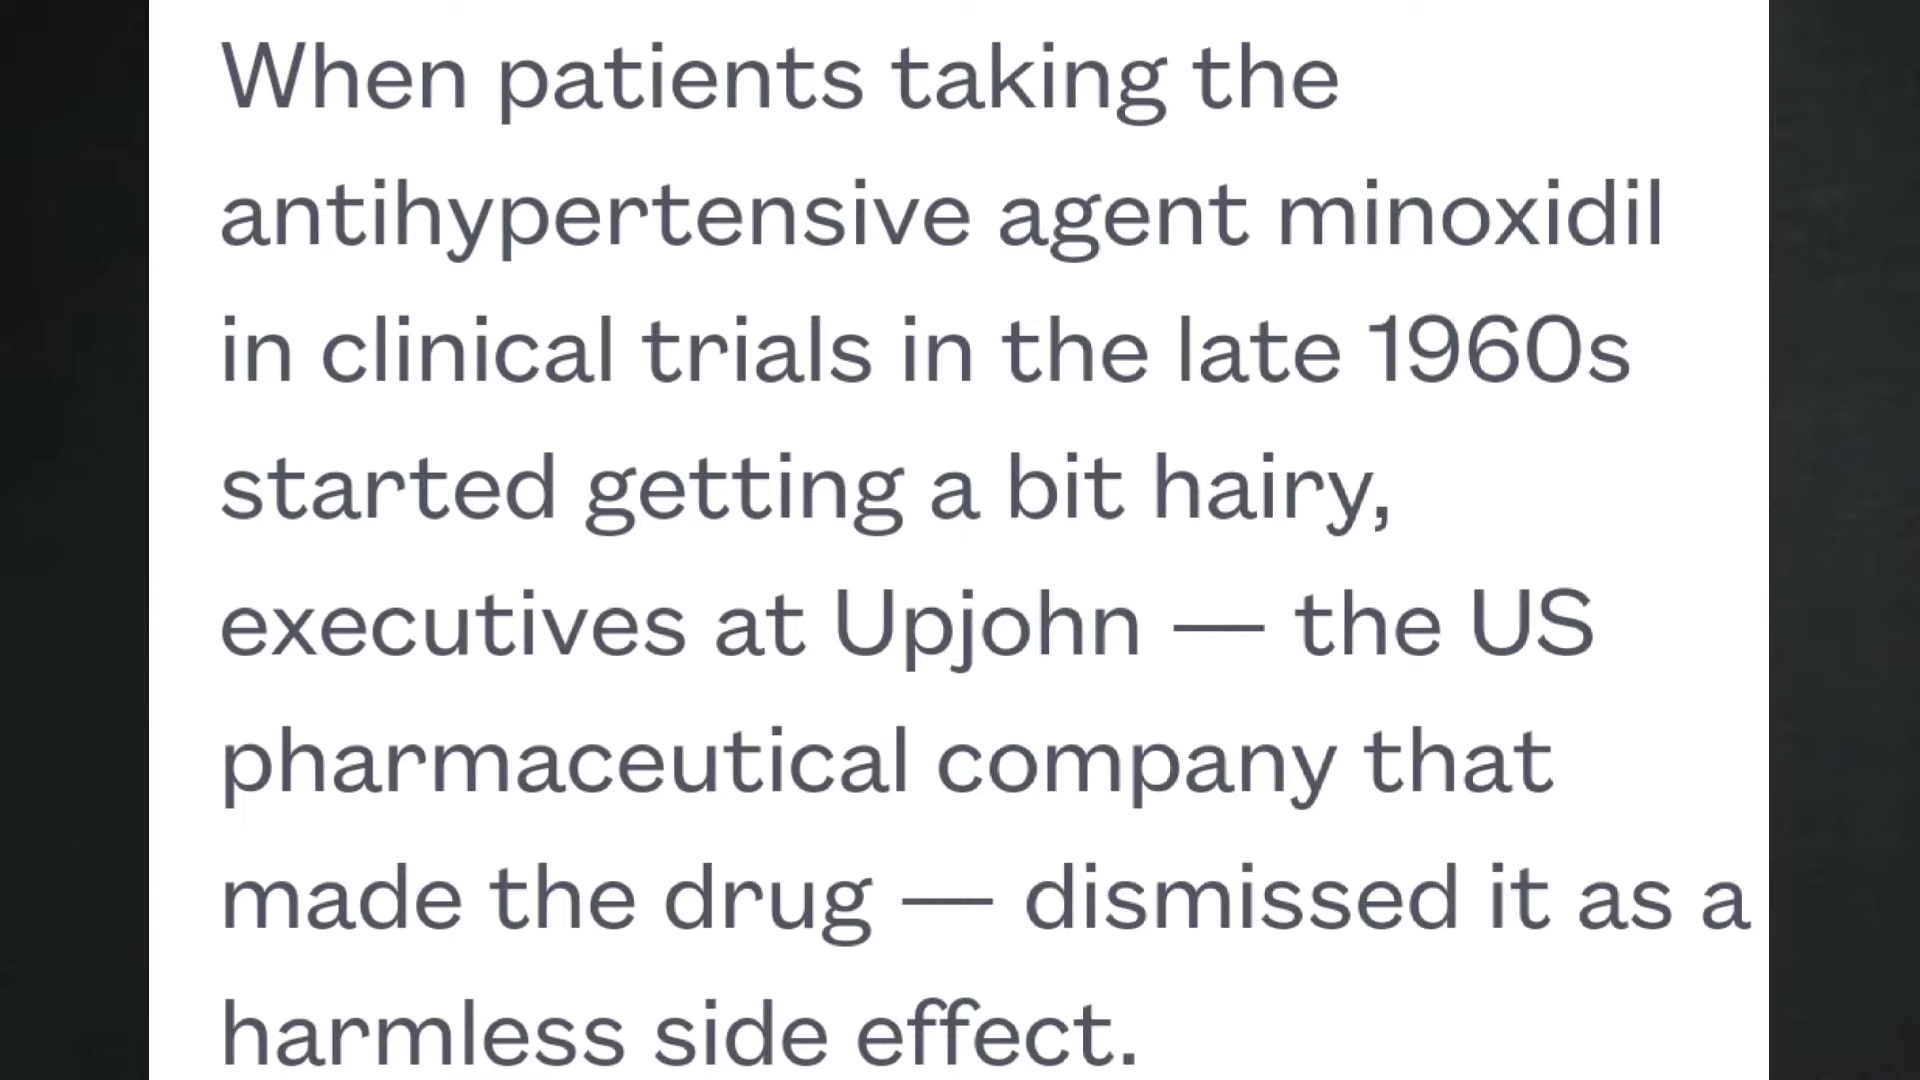 When patients taking the
antihypertensive agent minoxidil
in clinical trials in the late 1960s
started getting a bit hairy,
executives at Upjohn — the US
pharmaceutical company that
made the drug — dismissed it as a
harmless side effect.